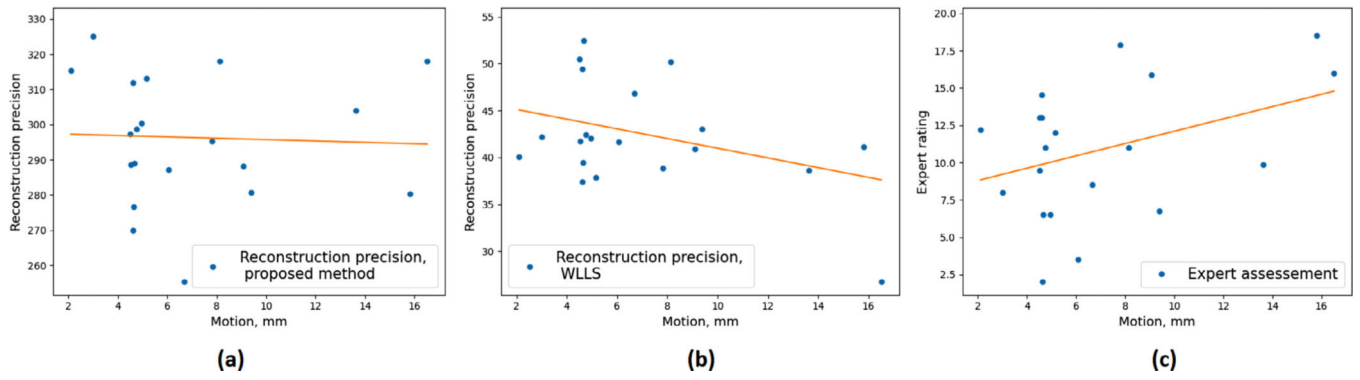 330
320
310
300
290
280
270
260
Reconstruction precision
Reconstruction precision,
proposed method
2 4 6 8 10 12 14 16
Motion, mm
(a)
55
50
45
40
35
30
Reconstruction precision
Reconstruction precision,
WLLS
2 4 6 8 10 12 14 16
Motion, mm
(b)
20.0
17.5
15.0
12.5
10.0
7.5
5.0
2.5
Expert rating
Expert assessement
2 4 6 8 10 12 14 16
Motion, mm
(c)